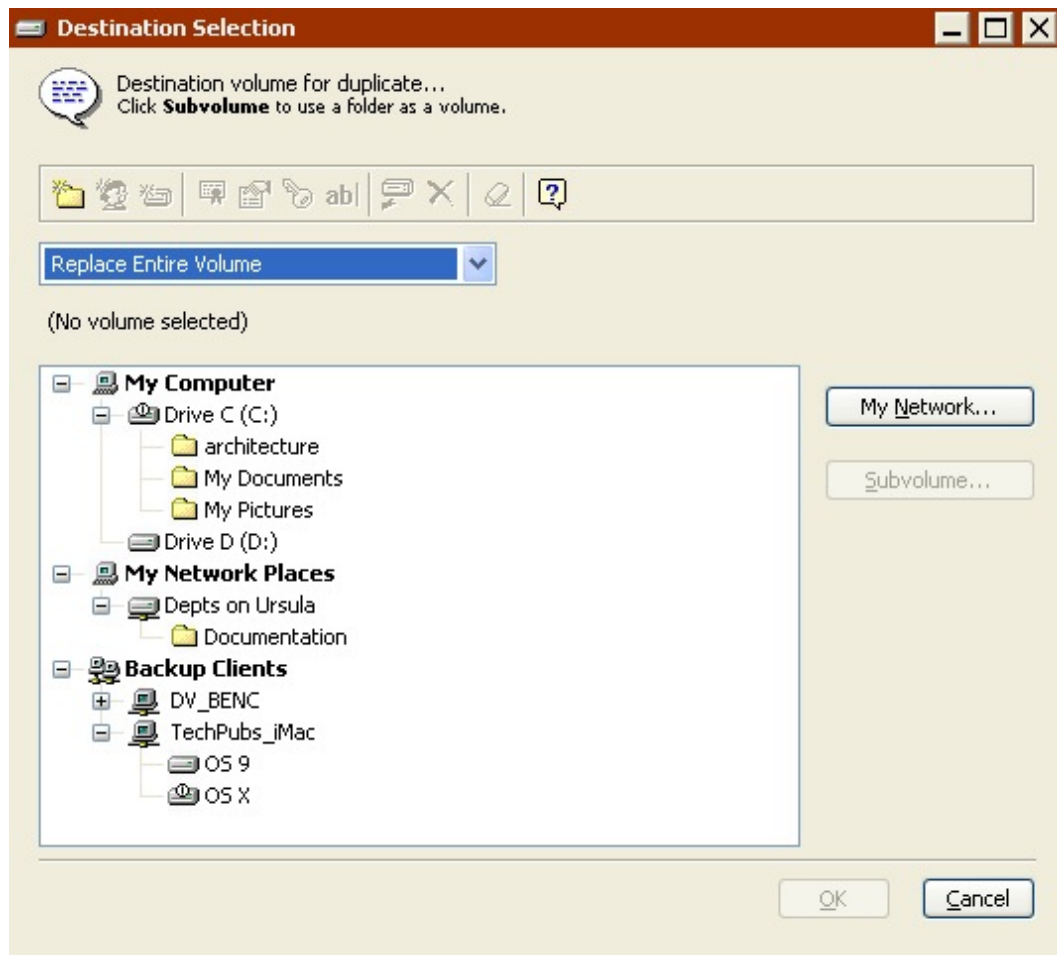 Destination Selection
Destination volume for duplicate...
Click Subvolume to use a folder as a volume.
ab|
Replace Entire Volume
(No volume selected)
My Computer
Drive C (C:)
architecture
My Documents
My Pictures
Drive D (D:)
My Network Places
Depts on Ursula
Documentation
Backup Clients
DV_BENC
TechPubs_iMac
OS 9
OS X
My Network...
Subvolume...
OK
Cancel